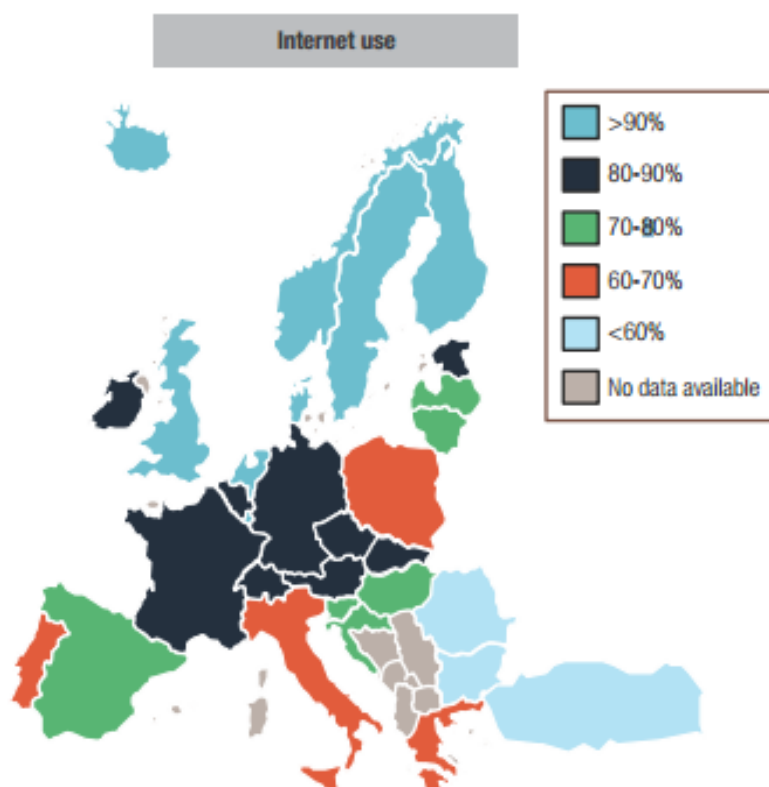 Internet use
>90%
80-90%
70-80%
60-70%
<60%
No data available